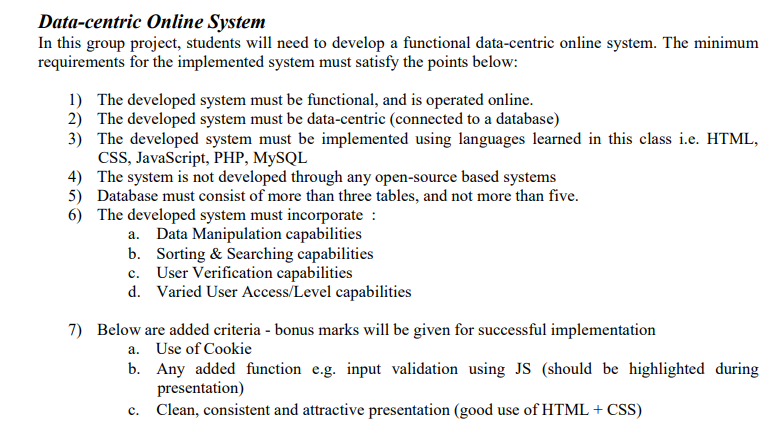 Data-centric Online System
In this group project, students will need to develop a functional data-centric online system. The minimum
requirements for the implemented system must satisfy the points below:
1) The developed system must be functional, and is operated online.
2) The developed system must be data-centric (connected to a database)
3) The developed system must be implemented using languages learned in this class i.e. HTML,
CSS, JavaScript, PHP, MySQL
4) The system is not developed through any open-source based systems
5) Database must consist of more than three tables, and not more than five.
6) The developed system must incorporate :
a. Data Manipulation capabilities
b. Sorting & Searching capabilities
c. User Verification capabilities
d. Varied User Access/Level capabilities
7) Below are added criteria - bonus marks will be given for successful implementation
a. Use of Cookie
b. Any added function e.g. input validation using JS (should be highlighted during
presentation)
c. Clean, consistent and attractive presentation (good use of HTML + CSS)